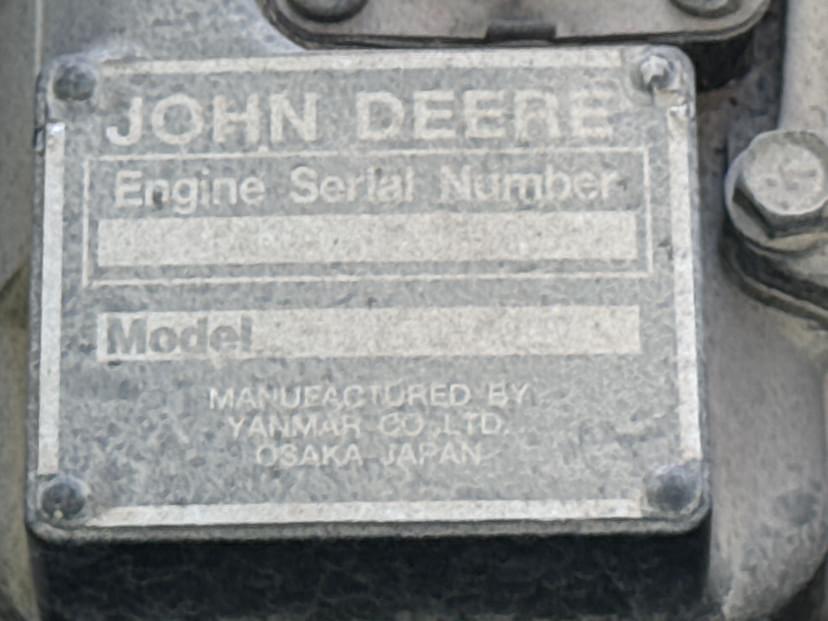 JOHN DEERE
Engine Serial Number
Model
MANUFACTURED BY
YANMAR CO.,LTD.
OSAKA JAPAN